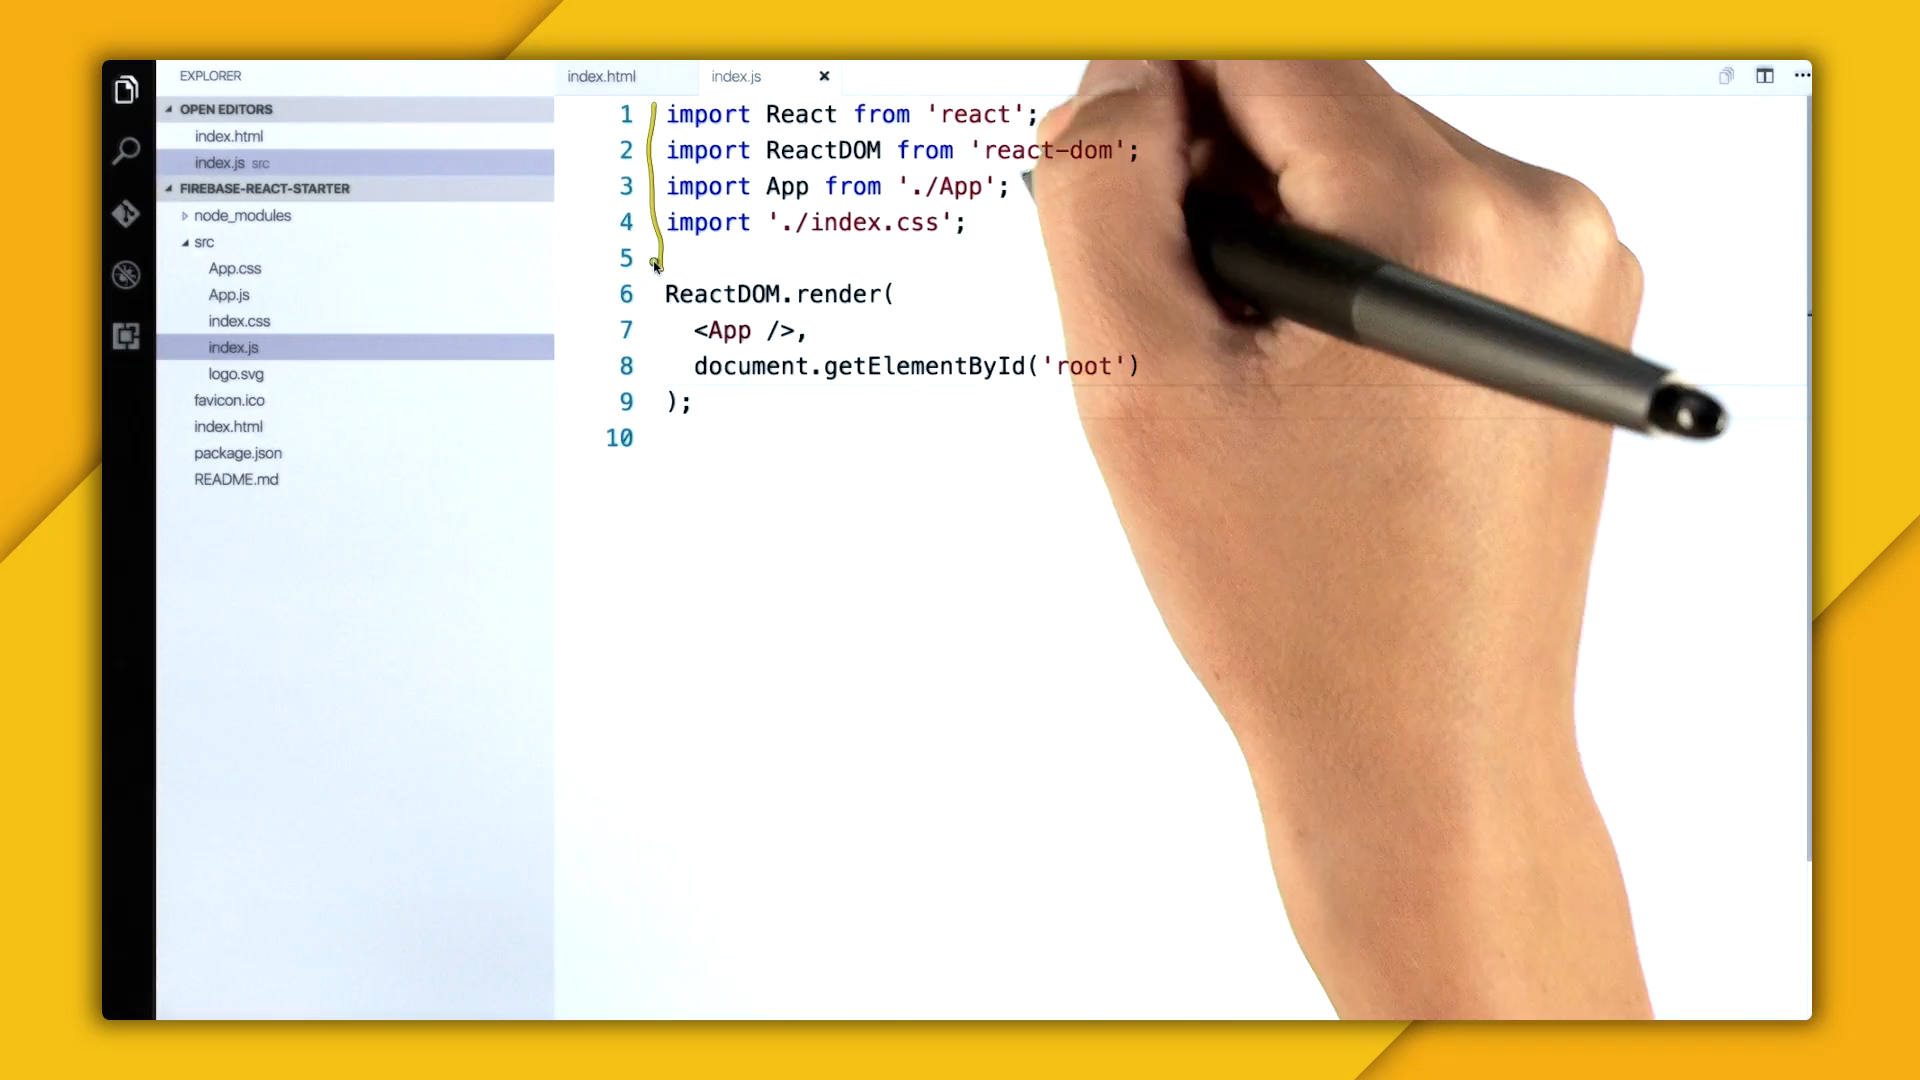 EXPLORER
OPEN EDITORS
index.html
index.js src
FIREBASE-REACT-STARTER
node_modules
src
App.css
App.js
index.css
index.js
logo.svg
favicon.ico
index.html
package.json
README.md
index.html
index.js
1 import React from 'react';
2 import ReactDOM from 'react-dom';
3 import App from './App';
4 import './index.css';
5
6 ReactDOM.render(
7 <App />,
8 document.getElementById('root')
9 );
10